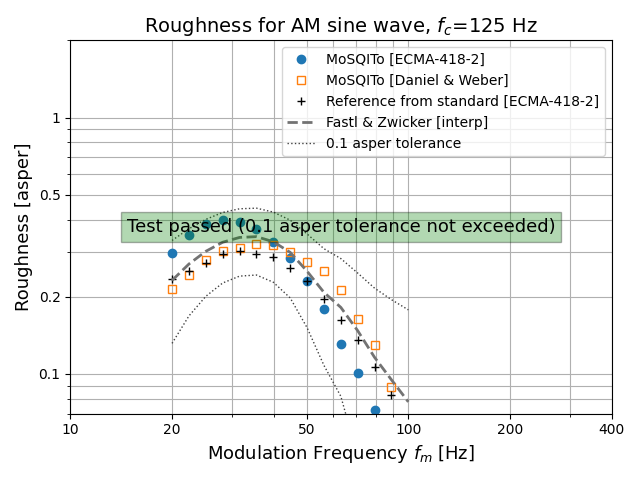 Roughness for AM sine wave, f_c=125 Hz
MoSQITo [ECMA-418-2]
MoSQITo [Daniel & Weber]
Reference from standard [ECMA-418-2]
Fastl & Zwicker [interp]
0.1 asper tolerance
Test passed (0.1 asper tolerance not exceeded)
Roughness [asper]
1
0.5
0.2
0.1
10 20 50 100 200 400
Modulation Frequency f_m [Hz]